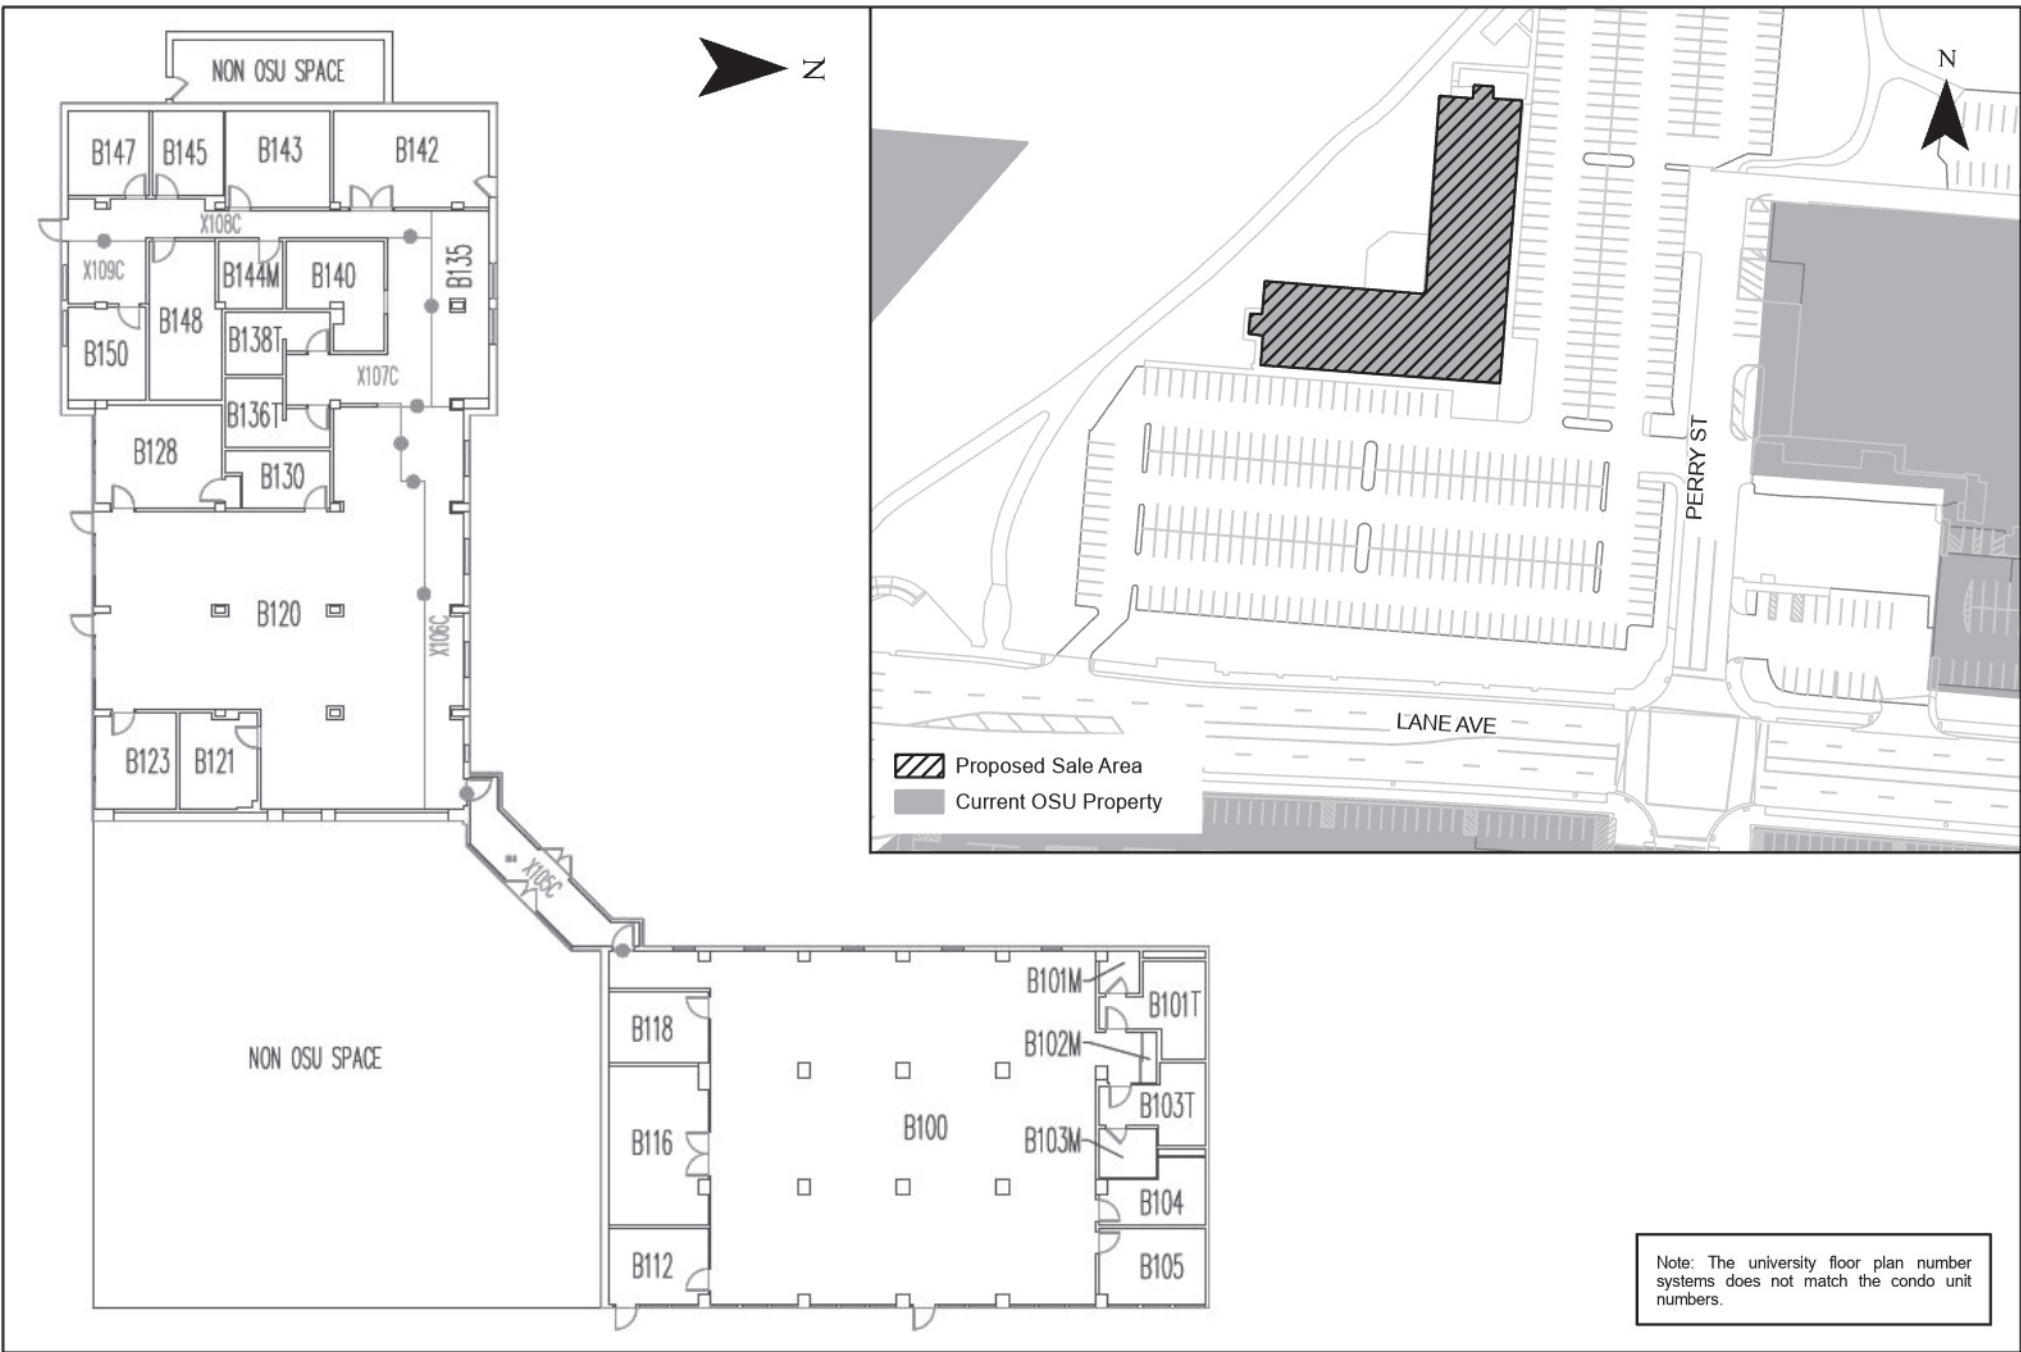 NON OSU SPACE
N
B147
B145
B143
B142
X108C
X109C
B144M
B140
B135
B148
B138T
B150
X107C
B136T
B128
B130
B120
X106C
B123
B121
X105C
NON OSU SPACE
B118
B116
B112
B100
B101M
B101T
B102M
B103T
B103M
B104
B105
N
PERRY ST
LANE AVE
Proposed Sale Area
Current OSU Property
Note: The university floor plan number
systems does not match the condo unit
numbers.